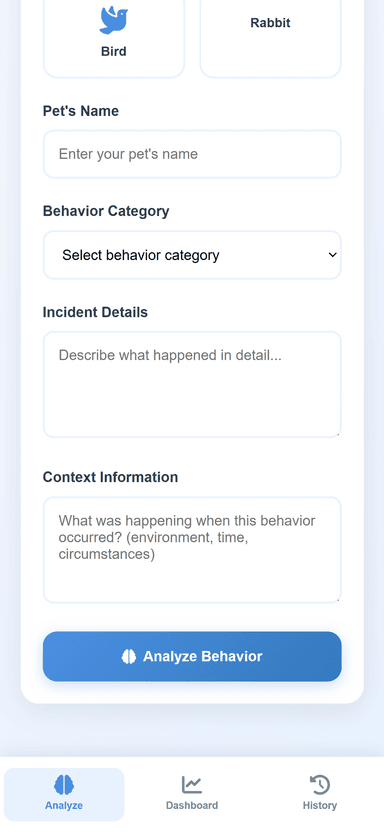 Bird
Rabbit
Pet's Name
Enter your pet's name
Behavior Category
Select behavior category
Incident Details
Describe what happened in detail...
Context Information
What was happening when this behavior
occurred? (environment, time,
circumstances)
Analyze Behavior
Analyze
Dashboard
History